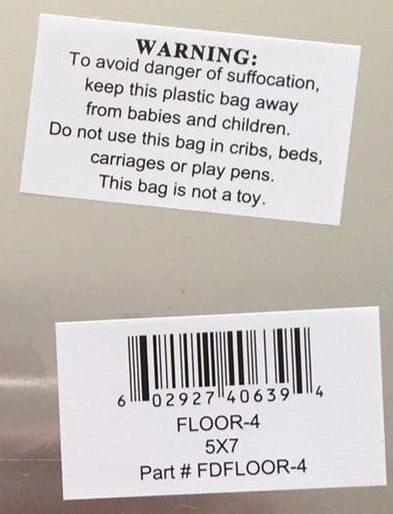 WARNING:
To avoid danger of suffocation,
keep this plastic bag away
from babies and children.
Do not use this bag in cribs, beds,
carriages or play pens.
This bag is not a toy.
6 02927 40639 4
FLOOR-4
5X7
Part # FDFLOOR-4